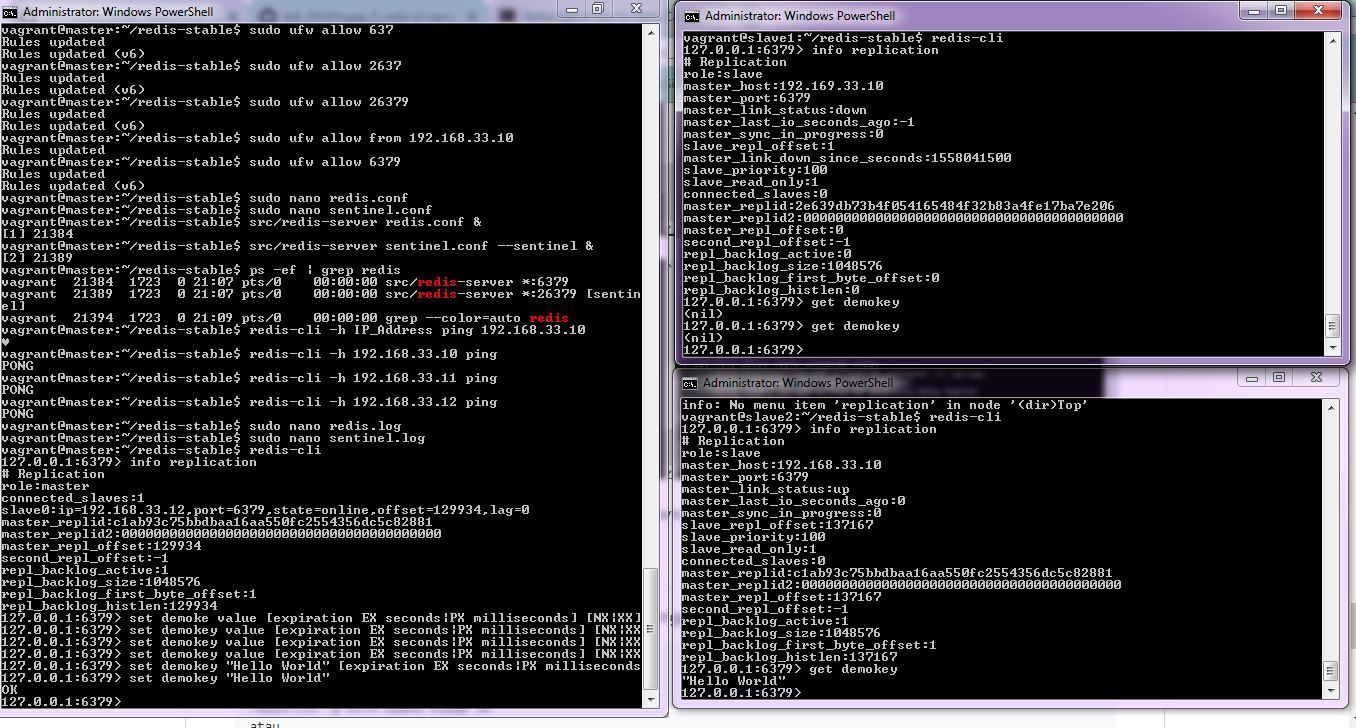 Administrator: Windows PowerShell
vagrant@master:~/redis-stable$ sudo ufw allow 637
Rules updated
Rules updated (v6)
vagrant@master:~/redis-stable$ sudo ufw allow 2637
Rules updated
Rules updated (v6)
vagrant@master:~/redis-stable$ sudo ufw allow 26379
Rules updated
Rules updated (v6)
vagrant@master:~/redis-stable$ sudo ufw allow from 192.168.33.10
Rules updated
vagrant@master:~/redis-stable$ sudo ufw allow 6379
Rules updated
Rules updated (v6)
vagrant@master:~/redis-stable$ sudo nano redis.conf
vagrant@master:~/redis-stable$ sudo nano sentinel.conf
vagrant@master:~/redis-stable$ src/redis-server redis.conf &
[1] 21384
vagrant@master:~/redis-stable$ src/redis-server sentinel.conf --sentinel &
[2] 21389
vagrant@master:~/redis-stable$ ps -ef | grep redis
vagrant  21384  1723  0 21:07 pts/0    00:00:00 src/redis-server *:6379
vagrant  21389  1723  0 21:07 pts/0    00:00:00 src/redis-server *:26379 [sentin
el]
vagrant  21394  1723  0 21:09 pts/0    00:00:00 grep --color=auto redis
vagrant@master:~/redis-stable$ redis-cli -h IP_Address ping 192.168.33.10
♥
vagrant@master:~/redis-stable$ redis-cli -h 192.168.33.10 ping
PONG
vagrant@master:~/redis-stable$ redis-cli -h 192.168.33.11 ping
PONG
vagrant@master:~/redis-stable$ redis-cli -h 192.168.33.12 ping
PONG
vagrant@master:~/redis-stable$ sudo nano redis.log
vagrant@master:~/redis-stable$ sudo nano sentinel.log
vagrant@master:~/redis-stable$ redis-cli
127.0.0.1:6379> info replication
# Replication
role:master
connected_slaves:1
slave0:ip=192.168.33.12,port=6379,state=online,offset=129934,lag=0
master_replid:c1ab93c75bbdbaa16aa550fc2554356dc5c82881
master_replid2:0000000000000000000000000000000000000000
master_repl_offset:129934
second_repl_offset:-1
repl_backlog_active:1
repl_backlog_size:1048576
repl_backlog_first_byte_offset:1
repl_backlog_histlen:129934
127.0.0.1:6379> set demoke value [expiration EX seconds|PX milliseconds] [NX|XX]
127.0.0.1:6379> set demokey value [expiration EX seconds|PX milliseconds] [NX|XX
127.0.0.1:6379> set demokey value [expiration EX seconds|PX milliseconds] [NX|XX
127.0.0.1:6379> set demokey value [expiration EX seconds|PX milliseconds] [NX|XX
127.0.0.1:6379> set demokey "Hello World" [expiration EX seconds|PX milliseconds
127.0.0.1:6379> set demokey "Hello World"
OK
127.0.0.1:6379>
Administrator: Windows PowerShell
vagrant@slave1:~/redis-stable$ redis-cli
127.0.0.1:6379> info replication
# Replication
role:slave
master_host:192.169.33.10
master_port:6379
master_link_status:down
master_last_io_seconds_ago:-1
master_sync_in_progress:0
slave_repl_offset:1
master_link_down_since_seconds:1558041500
slave_priority:100
slave_read_only:1
connected_slaves:0
master_replid:2e639db73b4f054165484f32b83a4fe17ba7e206
master_replid2:0000000000000000000000000000000000000000
master_repl_offset:0
second_repl_offset:-1
repl_backlog_active:0
repl_backlog_size:1048576
repl_backlog_first_byte_offset:0
repl_backlog_histlen:0
127.0.0.1:6379> get demokey
(nil)
127.0.0.1:6379> get demokey
(nil)
127.0.0.1:6379>
Administrator: Windows PowerShell
info: No menu item 'replication' in node '(dir)Top'
vagrant@slave2:~/redis-stable$ redis-cli
127.0.0.1:6379> info replication
# Replication
role:slave
master_host:192.168.33.10
master_port:6379
master_link_status:up
master_last_io_seconds_ago:0
master_sync_in_progress:0
slave_repl_offset:137167
slave_priority:100
slave_read_only:1
connected_slaves:0
master_replid:c1ab93c75bbdbaa16aa550fc2554356dc5c82881
master_replid2:0000000000000000000000000000000000000000
master_repl_offset:137167
second_repl_offset:-1
repl_backlog_active:1
repl_backlog_size:1048576
repl_backlog_first_byte_offset:1
repl_backlog_histlen:137167
127.0.0.1:6379> get demokey
"Hello World"
127.0.0.1:6379>
atau